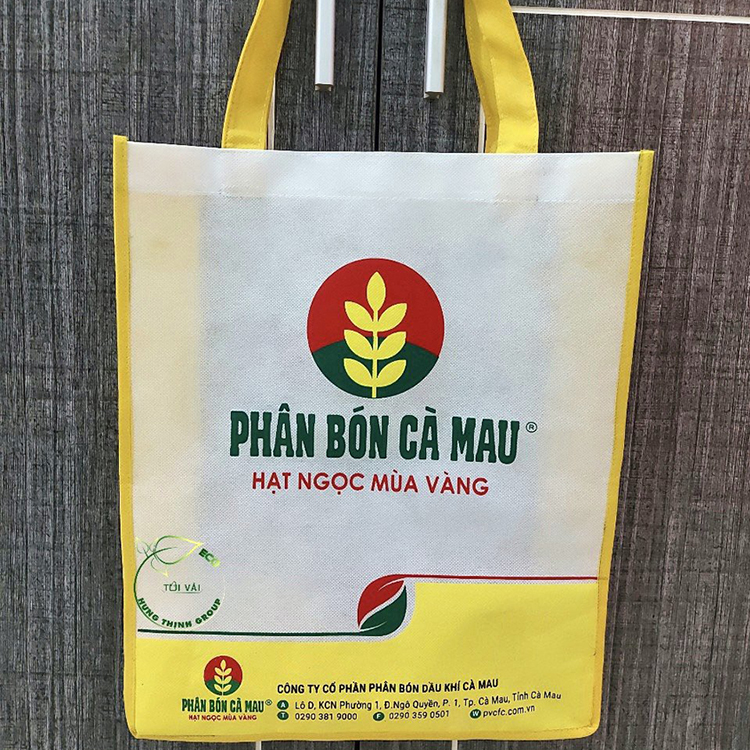 PHÂN BÓN CÀ MAU®
HẠT NGỌC MÙA VÀNG
ECO
TÚI VẢI
HƯNG THỊNH GROUP
PHÂN BÓN CÀ MAU®
HẠT NGỌC MÙA VÀNG
CÔNG TY CỔ PHẦN PHÂN BÓN DẦU KHÍ CÀ MAU
A Lô D, KCN Phường 1, Đ.Ngô Quyền, P. 1, Tp. Cà Mau, Tỉnh Cà Mau
T 0290 381 9000 F 0290 359 0501 W pvcfc.com.vn